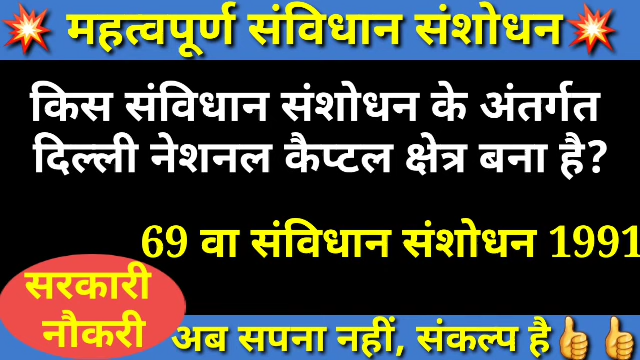 💥 महत्वपूर्ण संविधान संशोधन 💥
किस संविधान संशोधन के अंतर्गत
दिल्ली नेशनल कैप्टल क्षेत्र बना है?
69 वा संविधान संशोधन 1991
सरकारी
नौकरी
अब सपना नहीं, संकल्प है👍👍